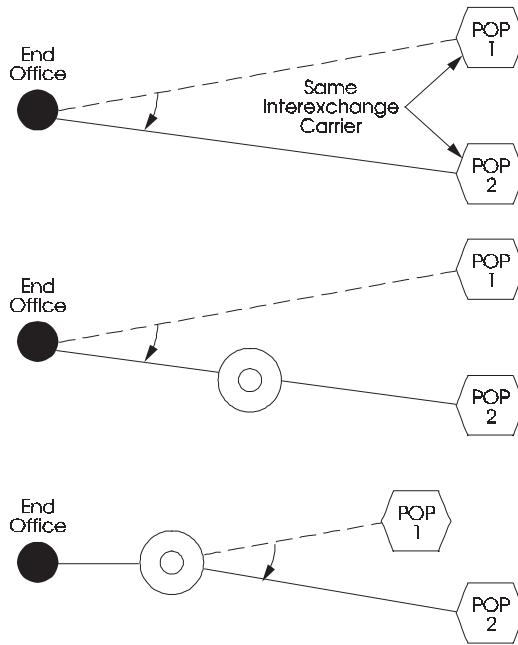 End
Office
POP
1
Same
Interexchange
Carrier
POP
2
End
Office
POP
1
POP
2
End
Office
POP
1
POP
2